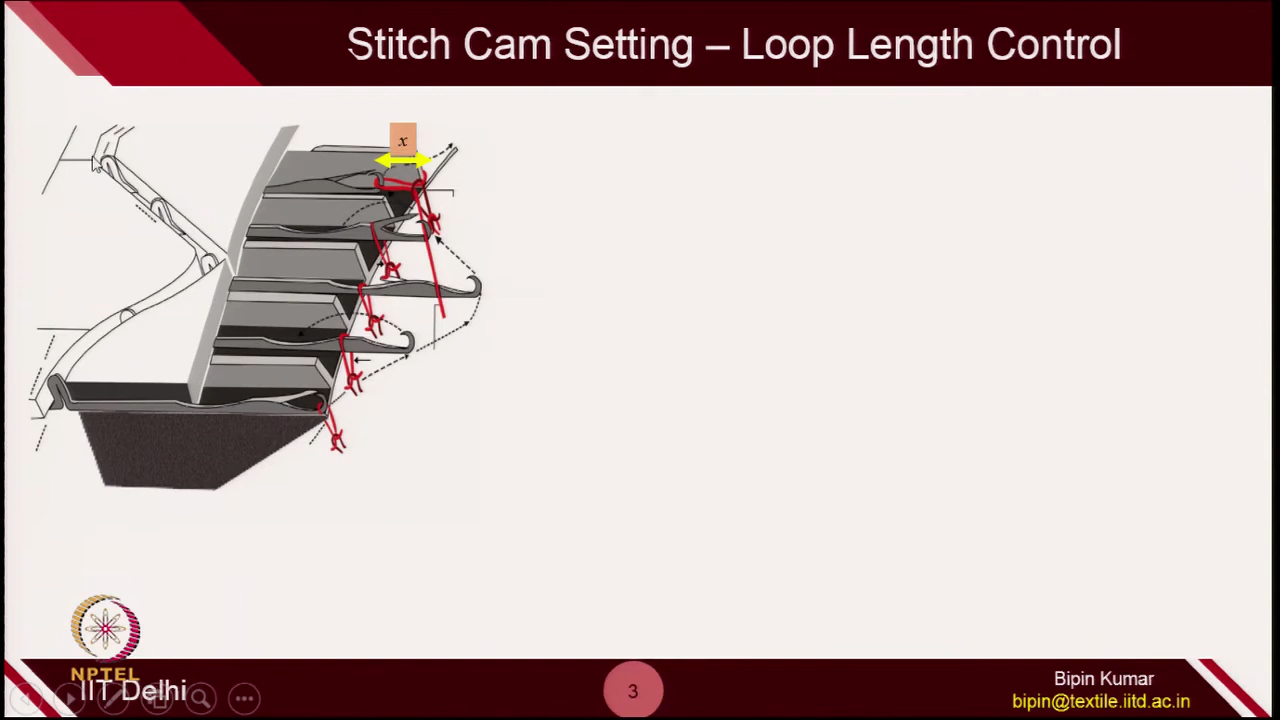 Stitch Cam Setting – Loop Length Control
x
NPTEL
IIT Delhi
3
Bipin Kumar
bipin@textile.iitd.ac.in